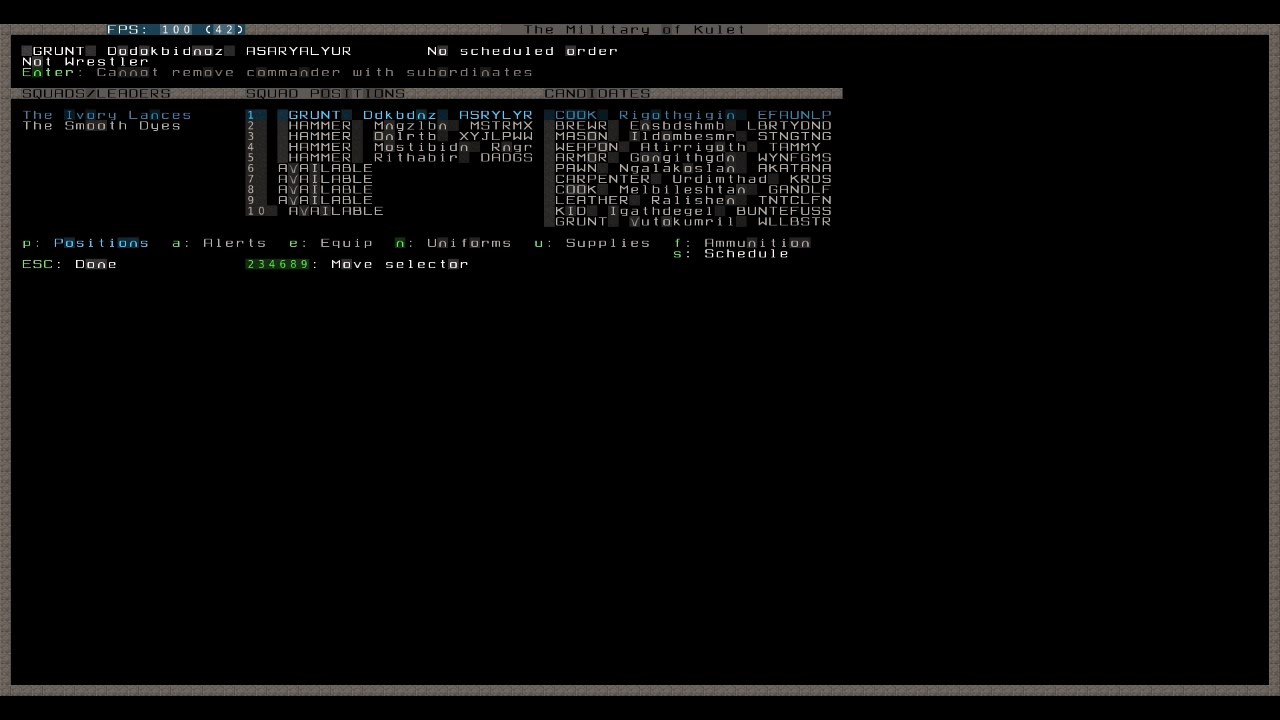 FPS: 100 (42)
The Military of Kulet
GRUNT Dodokbidnoz ASARYALYUR No scheduled order
Not Wrestler
Enter: Cannot remove commander with subordinates
SQUADS/LEADERS SQUAD POSITIONS CANDIDATES
The Ivory Lances 1 GRUNT Ddkbdnz ASRYLYR COOK Rigothgigin EFAUNLP
The Smooth Dyes 2 HAMMER Mngzlbn MSTRMX BREWR Ensbdshmb LBRTYDND
3 HAMMER Onlrtb XYJLPWW MASON Ildombesmr STNGTNG
4 HAMMER Mostibidn Rngr WEAPON Atirrigoth TAMMY
5 HAMMER Rithabir DADGS ARMOR Gongithgdn WYNFGMS
6 AVAILABLE PAWN Ngalakoslan AKATANA
7 AVAILABLE CARPENTER Urdimthad KRDS
8 AVAILABLE COOK Melbileshtan GANDLF
9 AVAILABLE LEATHER Ralishen TNTCLFN
10 AVAILABLE KID Igathdegel BUNTEFUSS
GRUNT Vutokumril WLLBSTR
p: Positions a: Alerts e: Equip n: Uniforms u: Supplies f: Ammunition
s: Schedule
ESC: Done 234689: Move selector